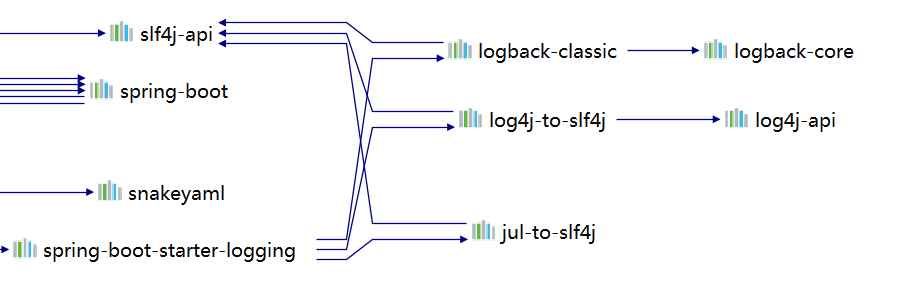 slf4j-api
logback-classic
logback-core
spring-boot
log4j-to-slf4j
log4j-api
snakeyaml
jul-to-slf4j
spring-boot-starter-logging